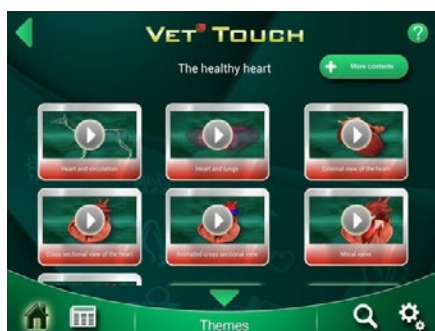 VET TOUCH
?
The healthy heart
+ More contents
Heart and circulation
Heart and lungs
External view of the heart
Cross sectional view of the heart
Animated cross sectional view
Mitral valve
Themes